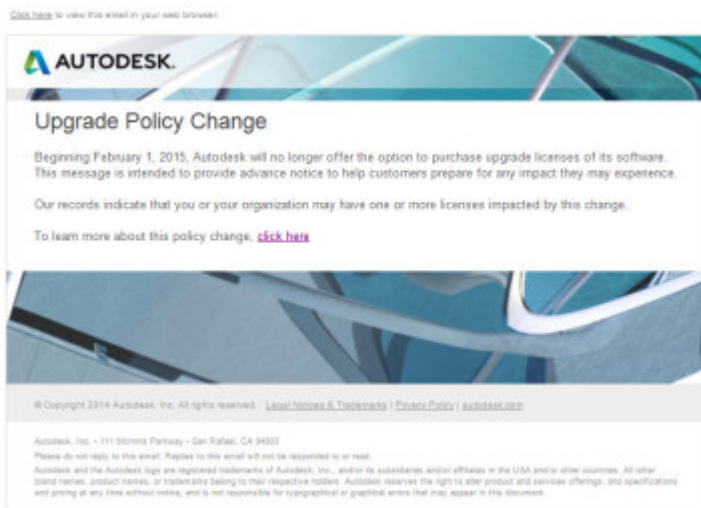 Click here to view this email in your web browser.
AUTODESK.
Upgrade Policy Change
Beginning February 1, 2015, Autodesk will no longer offer the option to purchase upgrade licenses of its software.
This message is intended to provide advance notice to help customers prepare for any impact they may experience.
Our records indicate that you or your organization may have one or more licenses impacted by this change.
To learn more about this policy change, click here
© Copyright 2014 Autodesk, Inc. All rights reserved. Legal Notices & Trademarks | Privacy Policy | autodesk.com
Autodesk, Inc. - 111 McInnis Parkway - San Rafael, CA 94903
Please do not reply to this email. Replies to this email will not be responded to or read.
Autodesk and the Autodesk logo are registered trademarks of Autodesk, Inc., and/or its subsidiaries and/or affiliates in the USA and/or other countries. All other
brand names, product names, or trademarks belong to their respective holders. Autodesk reserves the right to alter product and services offerings, and specifications
and pricing at any time without notice, and is not responsible for typographical or graphical errors that may appear in this document.